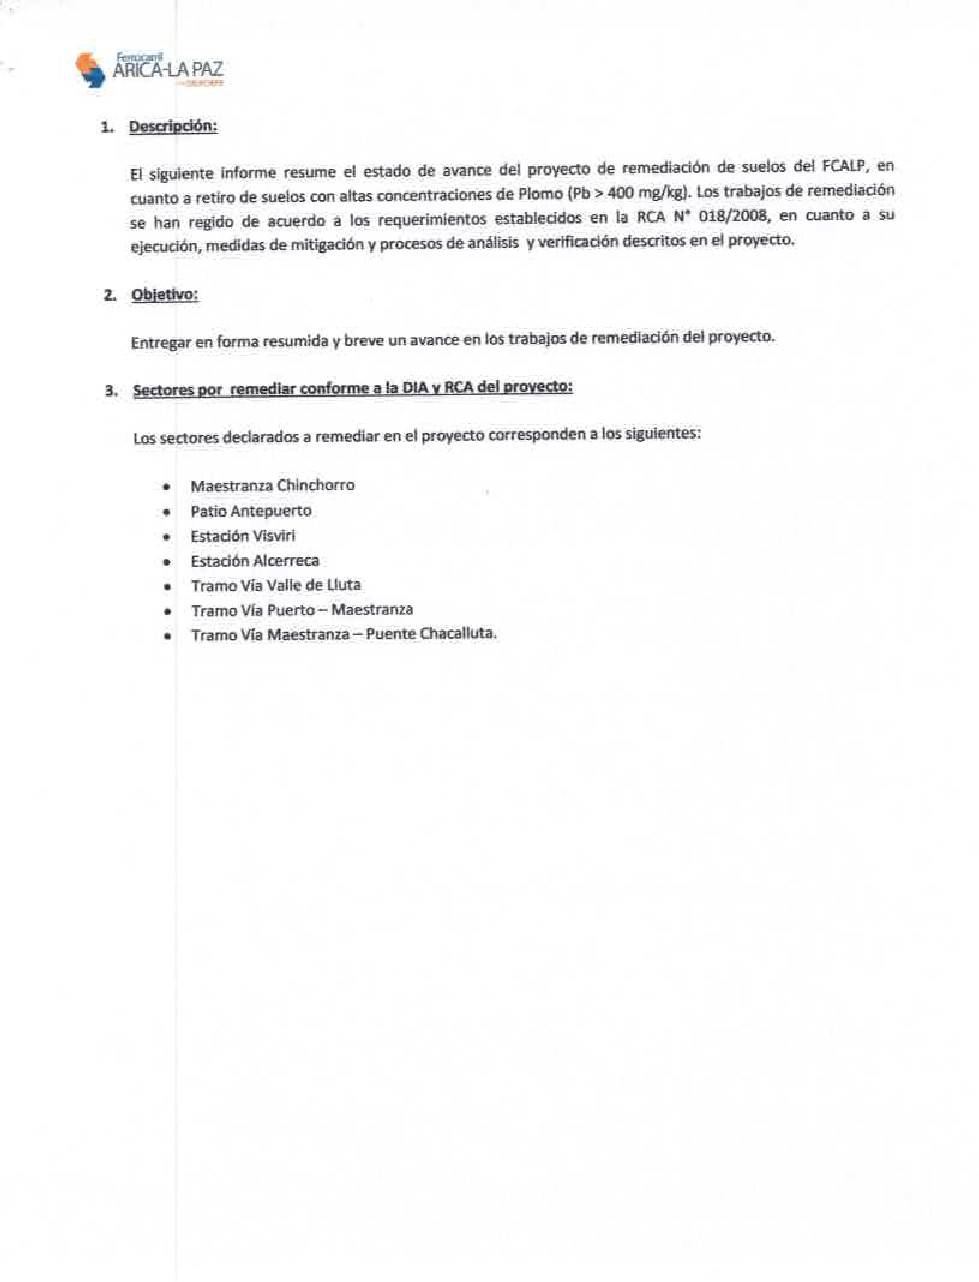 Ferrocarril
ARICA-LA PAZ
1. Descripción:
El siguiente informe resume el estado de avance del proyecto de remediación de suelos del FCALP, en
cuanto a retiro de suelos con altas concentraciones de Plomo (Pb > 400 mg/kg). Los trabajos de remediación
se han regido de acuerdo a los requerimientos establecidos en la RCA N° 018/2008, en cuanto a su
ejecución, medidas de mitigación y procesos de análisis y verificación descritos en el proyecto.
2. Objetivo:
Entregar en forma resumida y breve un avance en los trabajos de remediación del proyecto.
3. Sectores por remediar conforme a la DIA y RCA del proyecto:
Los sectores declarados a remediar en el proyecto corresponden a los siguientes:
• Maestranza Chinchorro
• Patio Antepuerto
• Estación Visviri
• Estación Alcerreca
• Tramo Vía Valle de Lluta
• Tramo Vía Puerto – Maestranza
• Tramo Vía Maestranza – Puente Chacalluta.